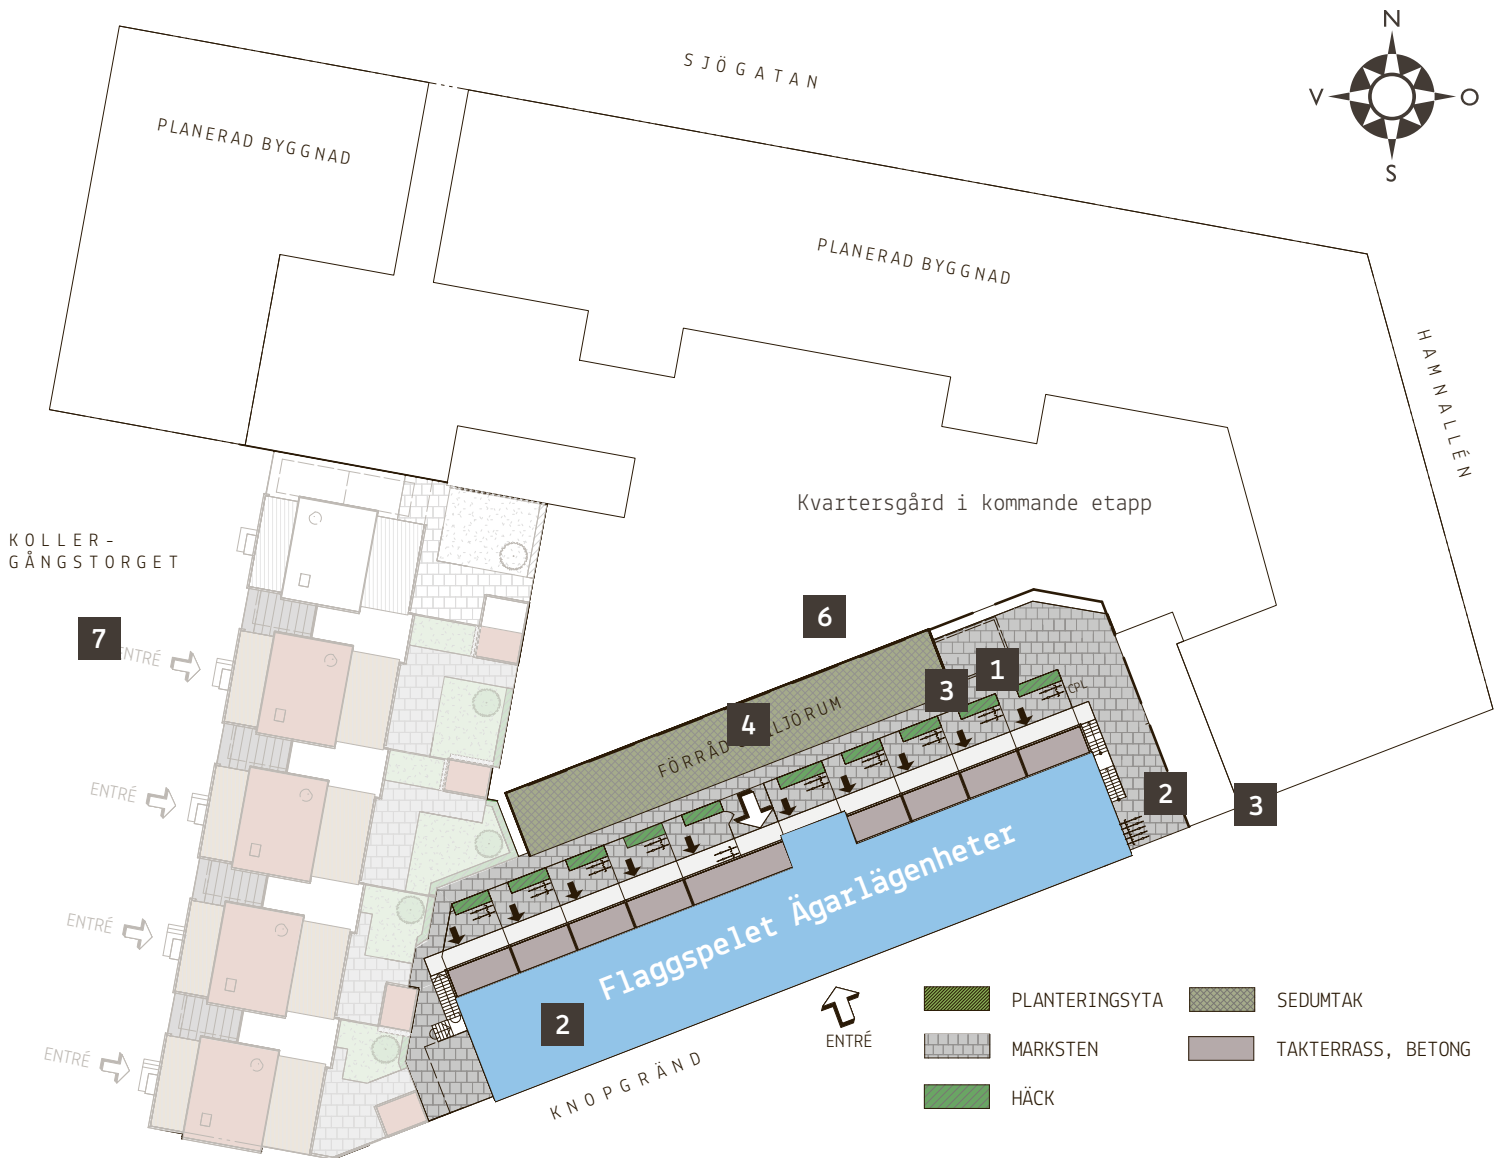 N
V
O
S
SJÖGATAN
PLANERAD BYGGNAD
PLANERAD BYGGNAD
HAMNALLÉN
Kvartersgård i kommande etapp
KOLLER-
GÅNGSTORGET
7
ENTRÉ
6
1
3
CPL
4
FÖRRÅD
ENTRÉ
2
3
Flaggspelet Ägarlägenheter
ENTRÉ
2
ENTRÉ
ENTRÉ
KNOPGRÄND
PLANTERINGSYTA
SEDUMTAK
MARKSTEN
TAKTERRASS, BETONG
HÄCK